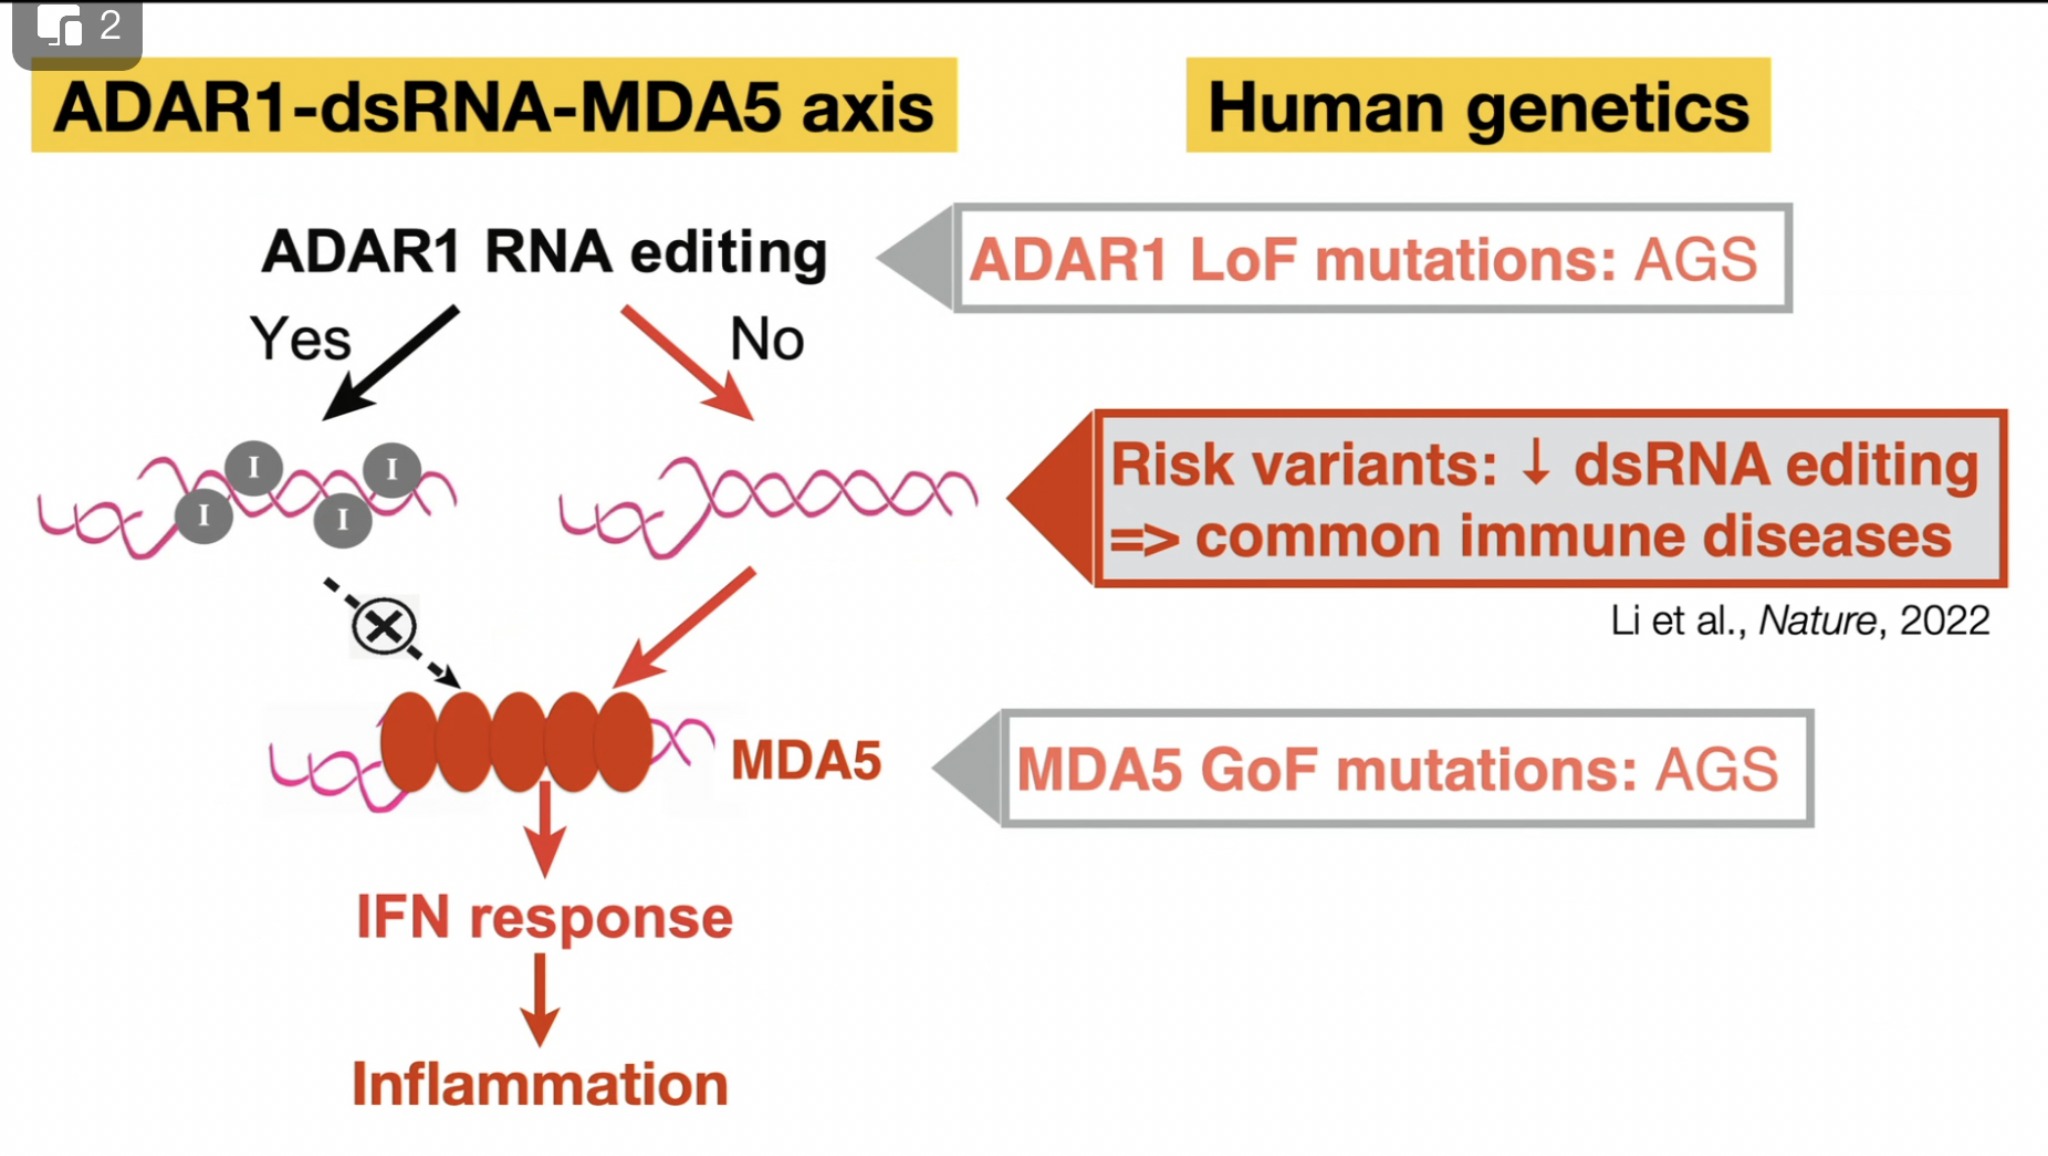 2
ADAR1-dsRNA-MDA5 axis
Human genetics
ADAR1 RNA editing
ADAR1 LoF mutations: AGS
Yes
No
I
I
I
I
Risk variants: ↓ dsRNA editing
=> common immune diseases
Li et al., Nature, 2022
MDA5
MDA5 GoF mutations: AGS
IFN response
Inflammation